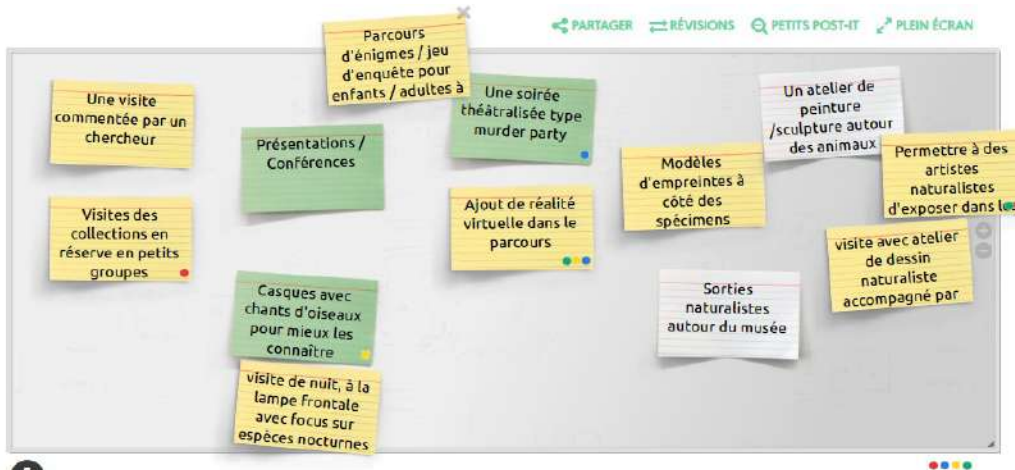 PARTAGER RÉVISIONS PETITS POST-IT PLEIN ÉCRAN
Parcours
d'énigmes / jeu
d'enquête pour
enfants / adultes à
Une visite
commentée par un
chercheur
Présentations /
Conférences
Une soirée
théâtralisée type
murder party
Un atelier de
peinture
/sculpture autour
des animaux
Modèles
d'empreintes à
côté des
spécimens
Permettre à des
artistes
naturalistes
d'exposer dans les
Visites des
collections en
réserve en petits
groupes
Ajout de réalité
virtuelle dans le
parcours
visite avec atelier
de dessin
naturaliste
accompagné par
Casques avec
chants d'oiseaux
pour mieux les
connaître
Sorties
naturalistes
autour du musée
visite de nuit, à la
lampe frontale
avec focus sur
espèces nocturnes